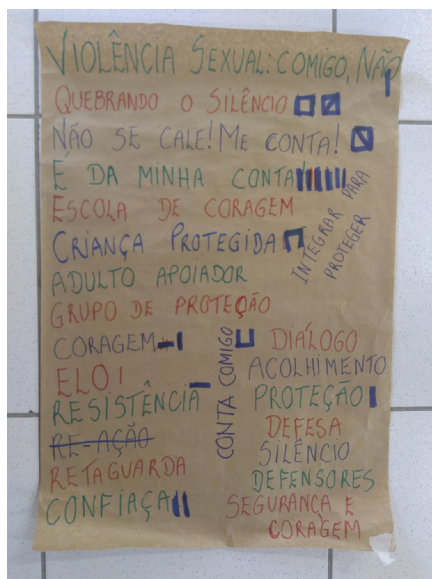 VIOLÊNCIA SEXUAL: COMIGO, NÃO
QUEBRANDO O SILÊNCIO
NÃO SE CALE! ME CONTA!
É DA MINHA CONTA
ESCOLA DE CORAGEM
CRIANÇA PROTEGIDA
INTEGRAR PARA
PROTEGER
ADULTO APOIADOR
GRUPO DE PROTEÇÃO
CORAGEM
ELO
RESISTÊNCIA
RE-AÇÃO
RETAGUARDA
CONFIAÇA
CONTA COMIGO
DIÁLOGO
ACOLHIMENTO
PROTEÇÃO
DEFESA
SILÊNCIO
DEFENSORES
SEGURANCA E
CORAGEM